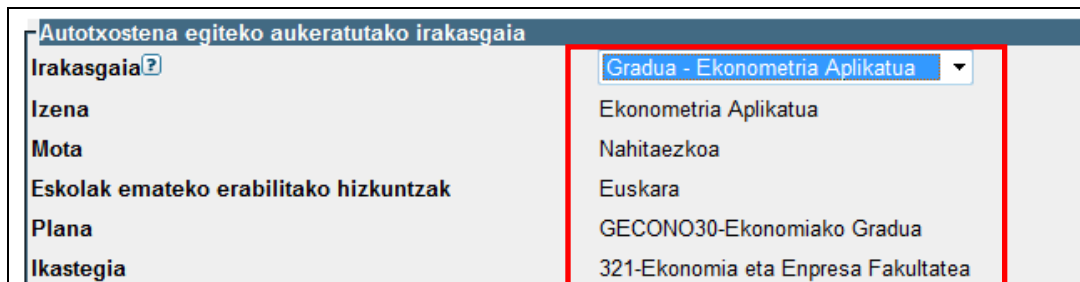 Autotxostena egiteko aukeratutako irakasgaia
Irakasgaia? Gradua - Ekonometria Aplikatua
Izena Ekonometria Aplikatua
Mota Nahitaezkoa
Eskolak emateko erabilitako hizkuntzak Euskara
Plana GECONO30-Ekonomiako Gradua
Ikastegia 321-Ekonomia eta Enpresa Fakultatea